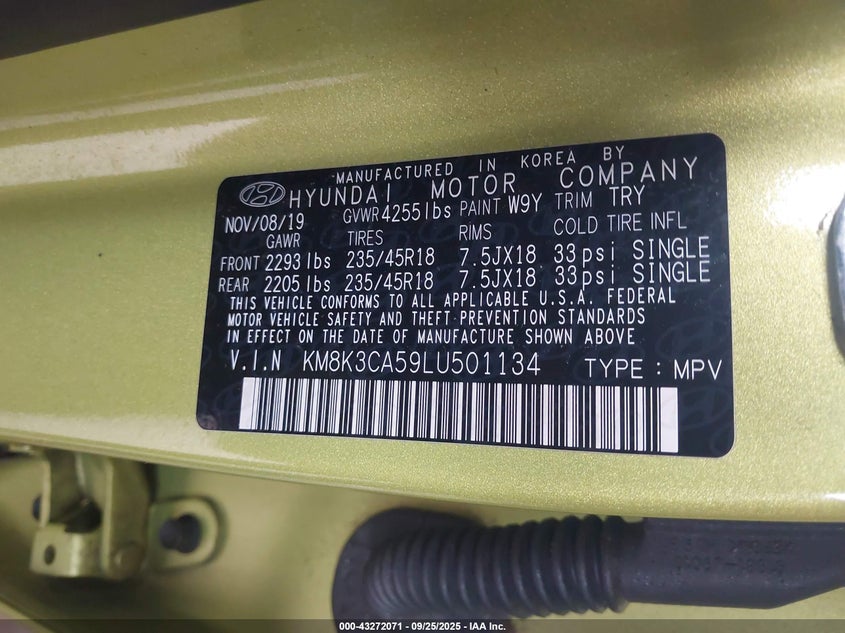 MANUFACTURED IN KOREA BY
HYUNDAI MOTOR COMPANY
NOV/08/19 GVWR 4255lbs PAINT W9Y TRIM TRY
GAWR TIRES RIMS COLD TIRE INFL
FRONT 2293 lbs 235/45R18 7.5JX18 33psi SINGLE
REAR 2205 lbs 235/45R18 7.5JX18 33psi SINGLE
THIS VEHICLE CONFORMS TO ALL APPLICABLE U.S.A. FEDERAL
MOTOR VEHICLE SAFETY AND THEFT PREVENTION STANDARDS
IN EFFECT ON THE DATE OF MANUFACTURE SHOWN ABOVE
V.I.N KM8K3CA59LU501134 TYPE : MPV
000-43272071 - 09/25/2025 - IAA Inc.